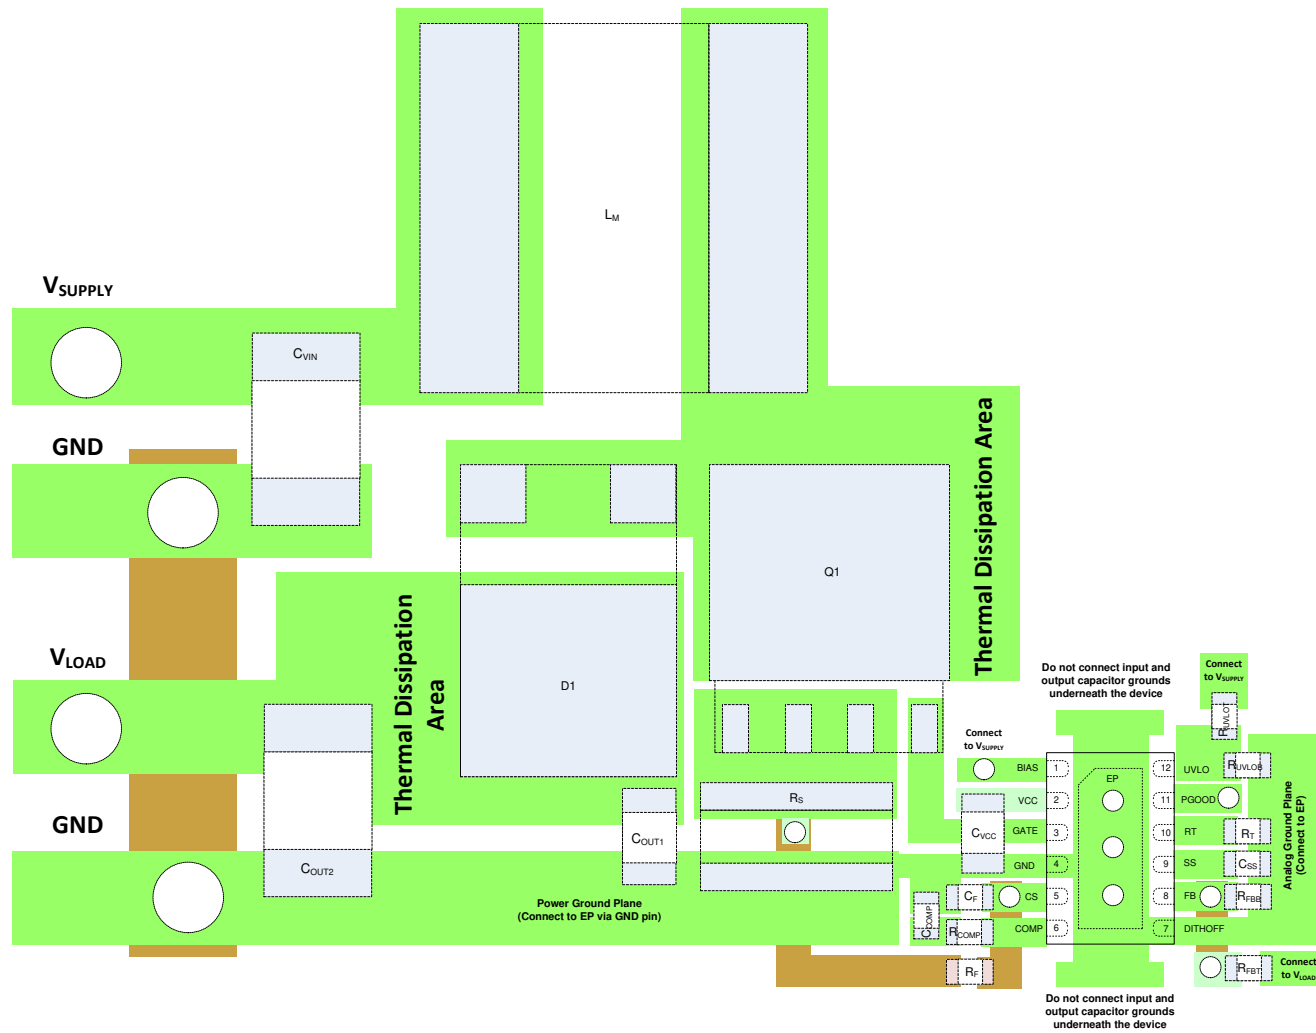 LM
VSUPPLY
CVIN
GND
Thermal Dissipation Area
Q1
Thermal Dissipation
Area
VLOAD
D1
Do not connect input and
output capacitor grounds
underneath the device
Connect
to VSUPPLY
RUVLOT
Connect
to VSUPPLY
BIAS
1
EP
12
UVLO
RUVLOB
VCC
2
11
PGOOD
RS
GND
COUT1
CVCC
GATE
3
10
RT
RT
Analog Ground Plane
(Connect to EP)
COUT2
GND
4
9
SS
CSS
Power Ground Plane
(Connect to EP via GND pin)
CCOMP
CF
CS
5
8
FB
RFBB
RCOMP
COMP
6
7
DITHOFF
RF
RFBT
Connect
to VLOAD
Do not connect input and
output capacitor grounds
underneath the device